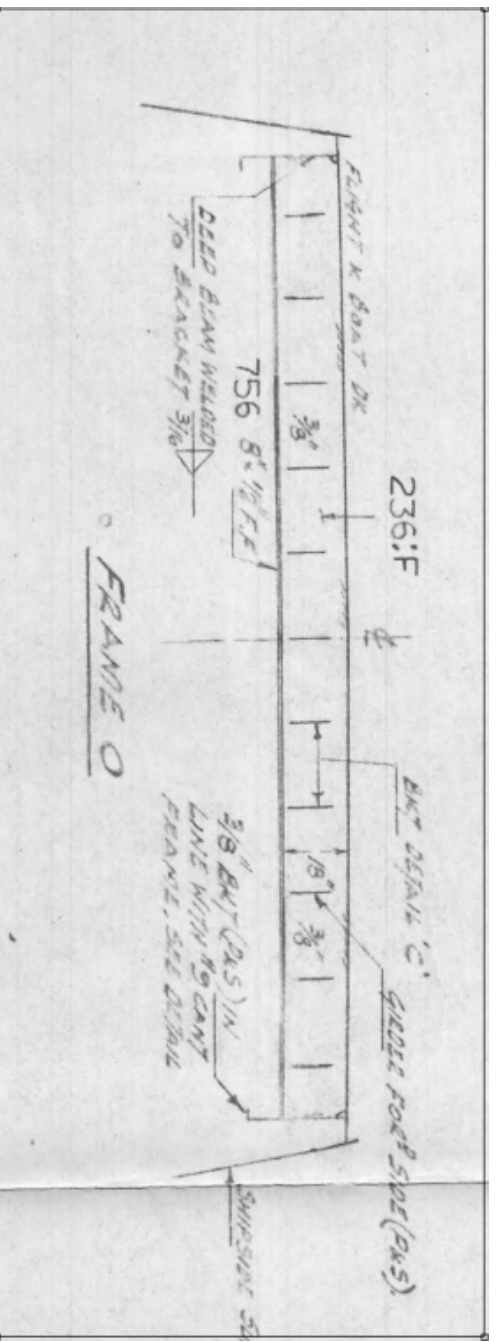 236'.F
BKT DETAIL 'C'
GIRDER FOR'D SIDE (P&S)
FLIGHT & BOAT DK
3/8"
18"
3/8"
756 8"x 1/2" F.F.
DEEP BEAM WELDED
TO BRACKET 3/16
3/8" BKT (P&S) IN
LINE WITH #9 CANT
FRAME. SEE DETAIL
SHIPSIDE
FRAME O